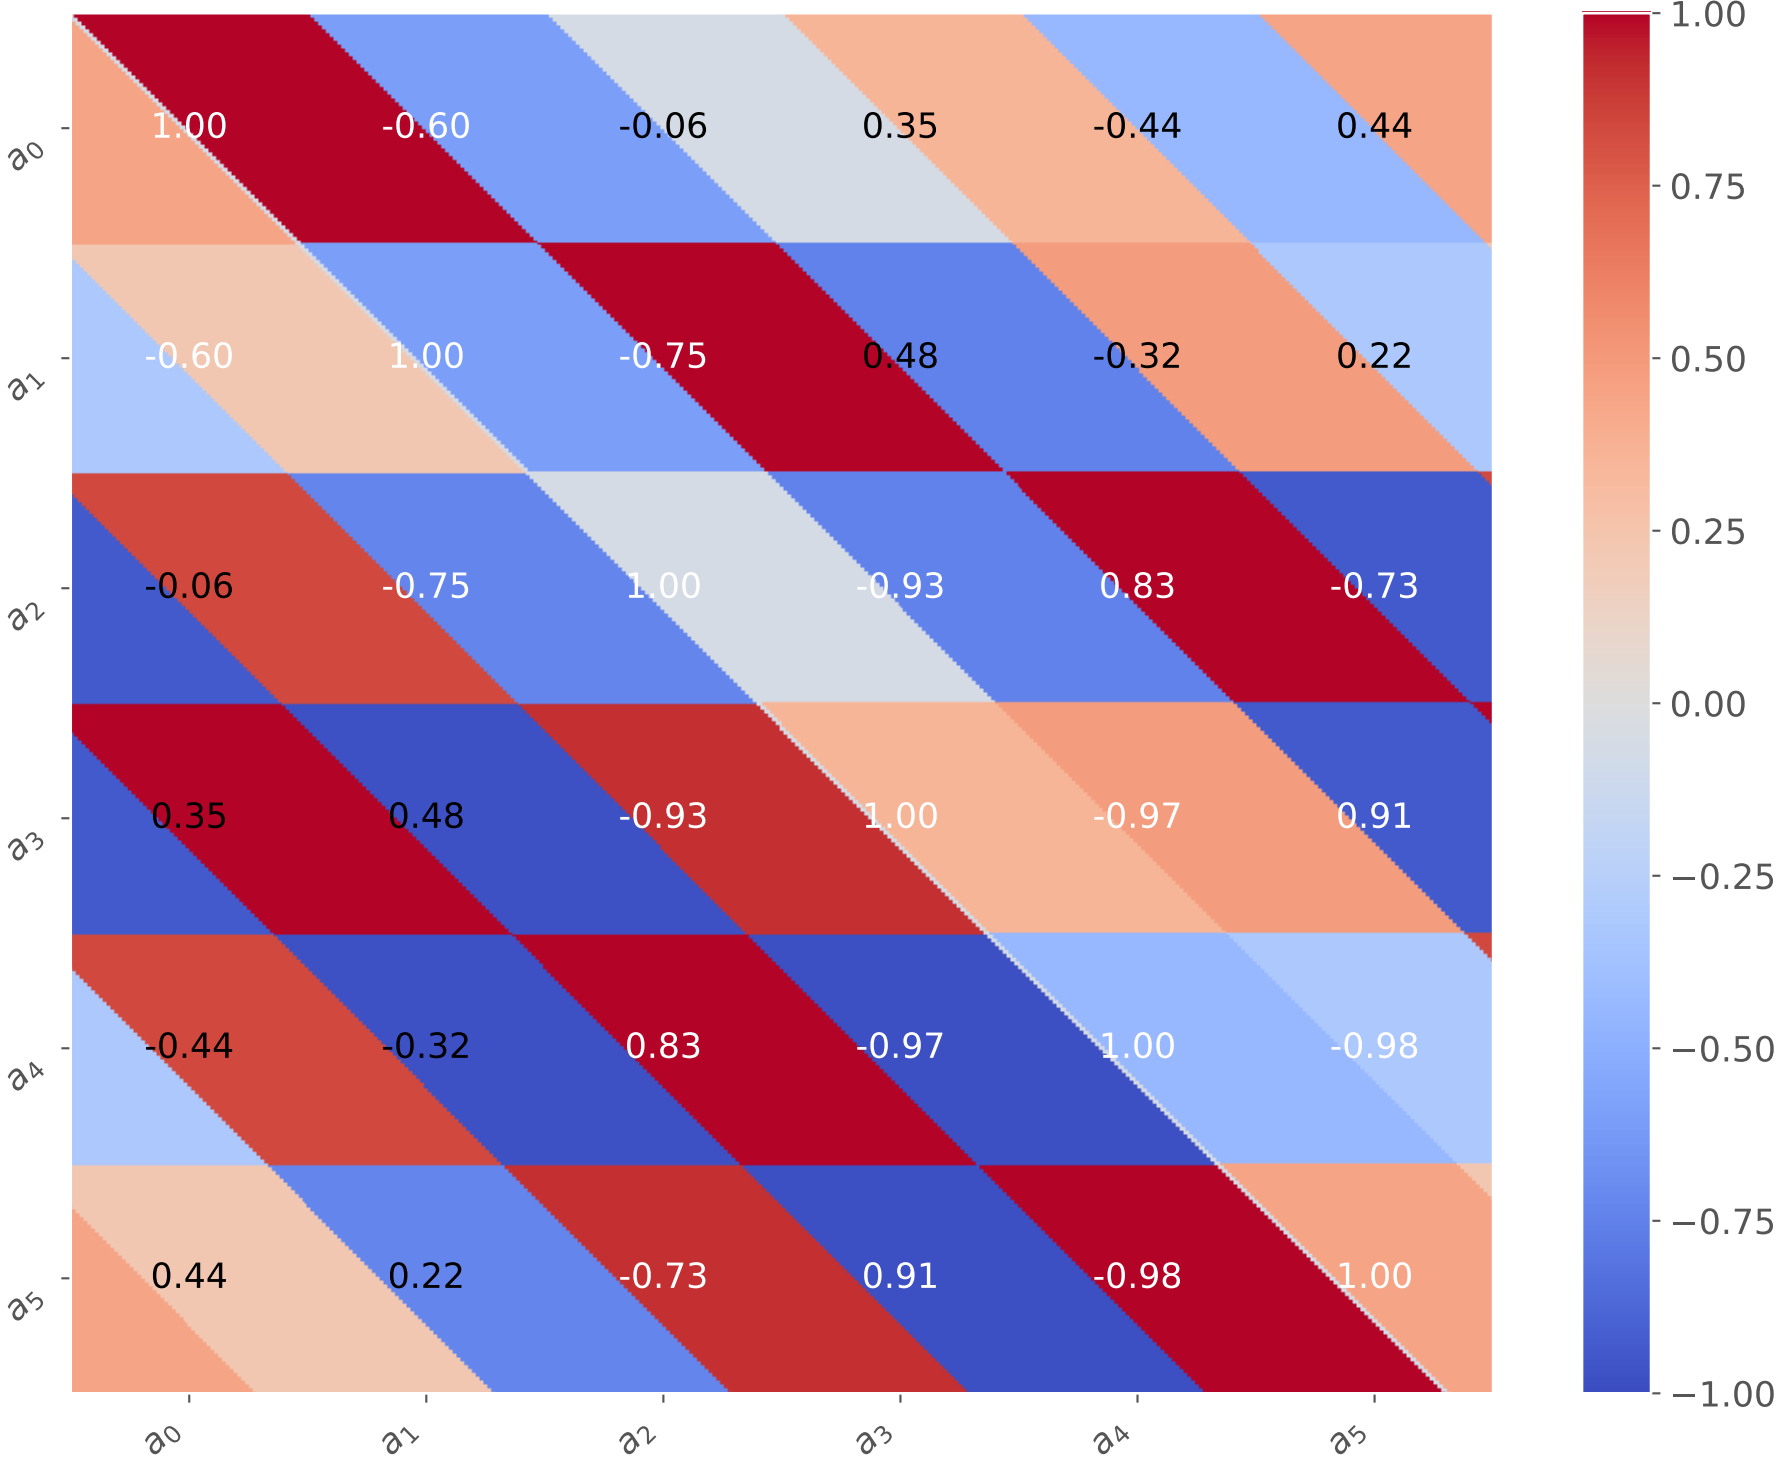 1.00
a₀ 1.00 -0.60 -0.06 0.35 -0.44 0.44
0.75
a₁ -0.60 1.00 -0.75 0.48 -0.32 0.22
0.50
0.25
a₂ -0.06 -0.75 1.00 -0.93 0.83 -0.73
0.00
a₃ 0.35 0.48 -0.93 1.00 -0.97 0.91
−0.25
a₄ -0.44 -0.32 0.83 -0.97 1.00 -0.98
−0.50
−0.75
a₅ 0.44 0.22 -0.73 0.91 -0.98 1.00
−1.00
a₀ a₁ a₂ a₃ a₄ a₅